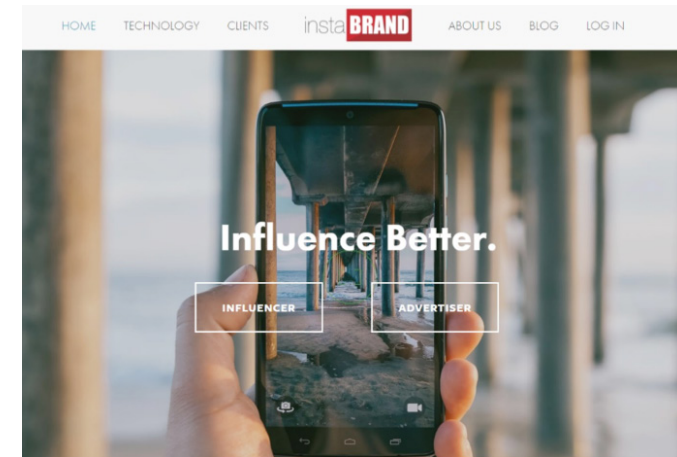 HOME TECHNOLOGY CLIENTS instaBRAND ABOUT US BLOG LOG IN
Influence Better.
INFLUENCER ADVERTISER